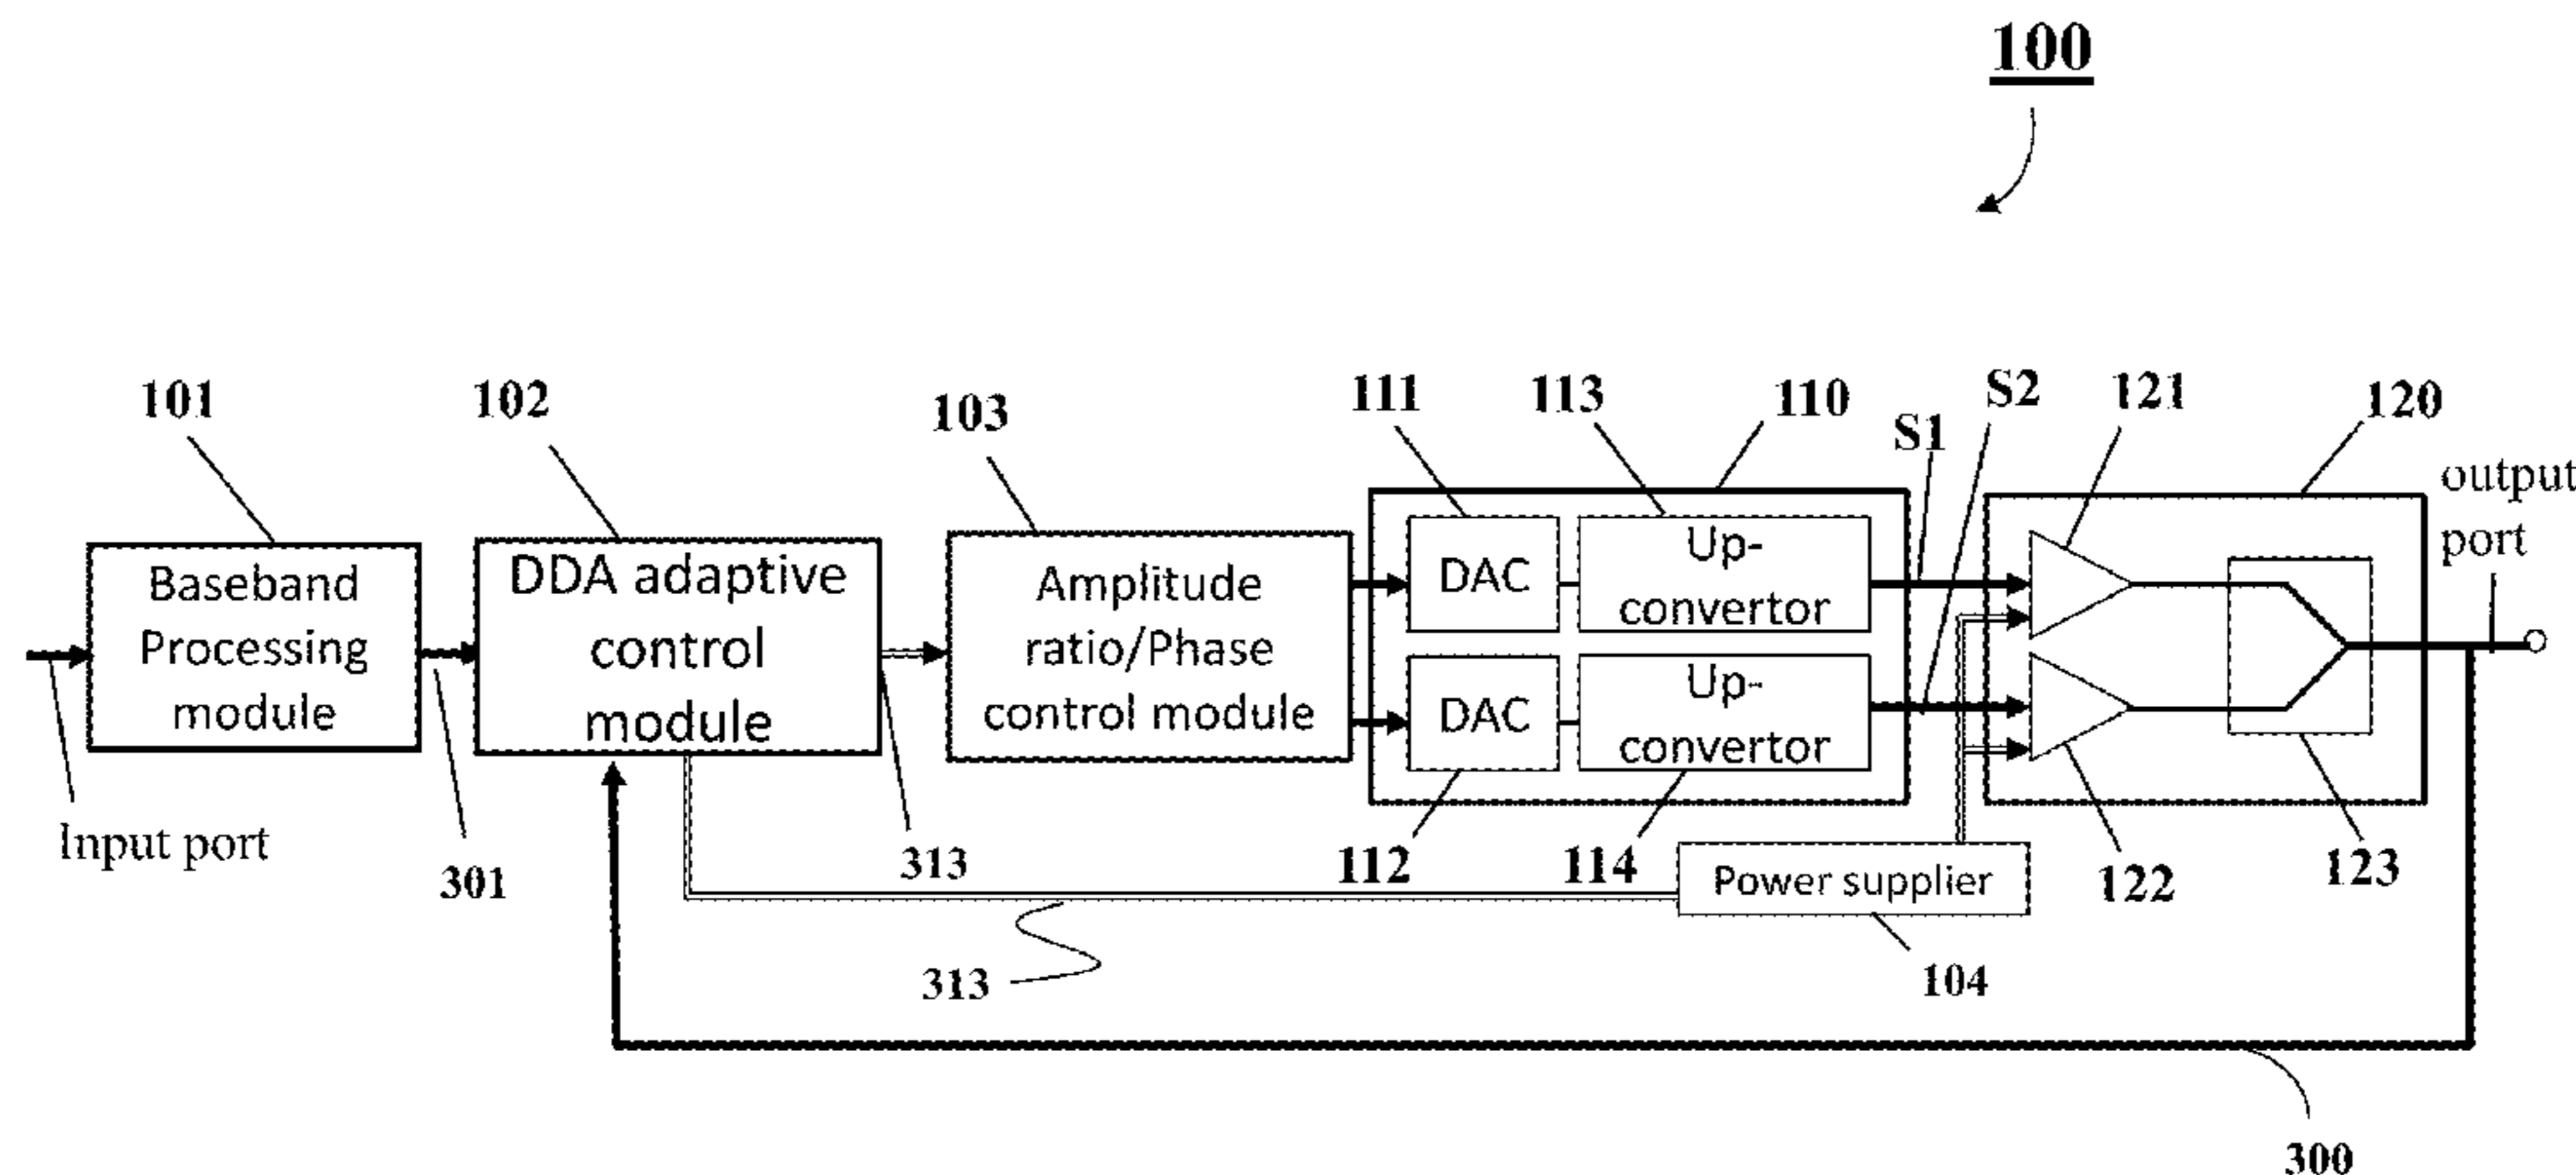 100
101
102
103
111
113
110
S1
S2
121
120
output
port
Baseband
Processing
module
DDA adaptive
control
module
Amplitude
ratio/Phase
control module
DAC
Up-
convertor
DAC
Up-
convertor
Input port
301
313
112
114
Power supplier
122
123
313
104
300